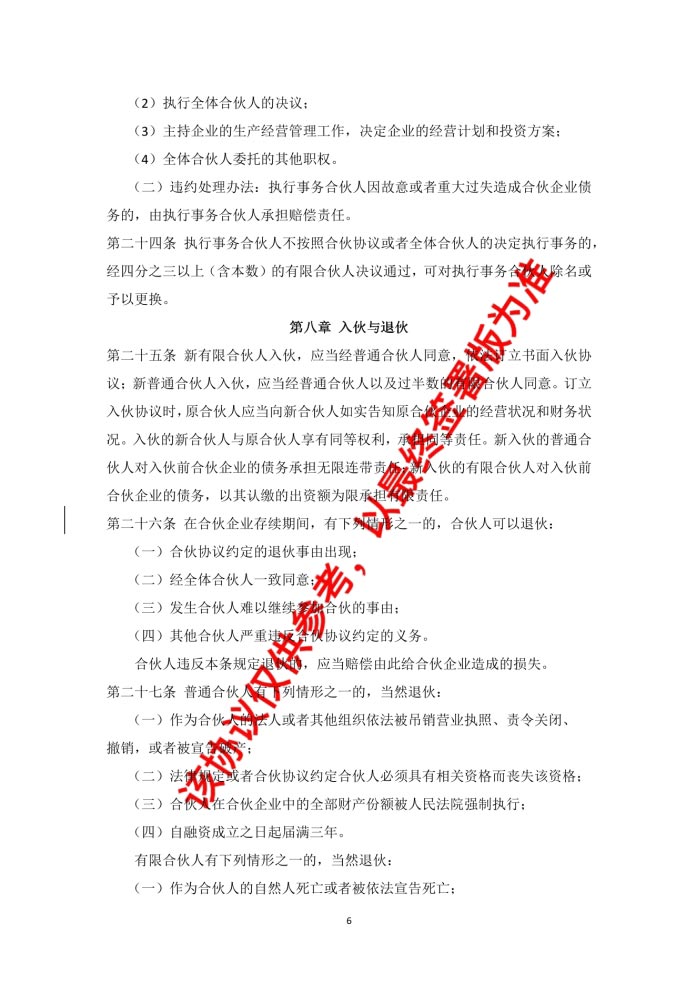 （2）执行全体合伙人的决议；
（3）主持企业的生产经营管理工作，决定企业的经营计划和投资方案；
（4）全体合伙人委托的其他职权。
（二）违约处理办法：执行事务合伙人因故意或者重大过失造成合伙企业债
务的，由执行事务合伙人承担赔偿责任。
第二十四条 执行事务合伙人不按照合伙协议或者全体合伙人的决定执行事务的，
经四分之三以上（含本数）的有限合伙人决议通过，可对执行事务合伙人除名或
予以更换。
第八章 入伙与退伙
第二十五条 新有限合伙人入伙，应当经普通合伙人同意，依法订立书面入伙协
议；新普通合伙人入伙，应当经普通合伙人以及过半数的有限合伙人同意。订立
入伙协议时，原合伙人应当向新合伙人如实告知原合伙企业的经营状况和财务状
况。入伙的新合伙人与原合伙人享有同等权利，承担同等责任。新入伙的普通合
伙人对入伙前合伙企业的债务承担无限连带责任；新入伙的有限合伙人对入伙前
合伙企业的债务，以其认缴的出资额为限承担有限责任。
第二十六条 在合伙企业存续期间，有下列情形之一的，合伙人可以退伙：
（一）合伙协议约定的退伙事由出现；
（二）经全体合伙人一致同意；
（三）发生合伙人难以继续参加合伙的事由；
（四）其他合伙人严重违反合伙协议约定的义务。
合伙人违反本条规定退伙的，应当赔偿由此给合伙企业造成的损失。
第二十七条 普通合伙人有下列情形之一的，当然退伙：
（一）作为合伙人的法人或者其他组织依法被吊销营业执照、责令关闭、
撤销，或者被宣告破产；
（二）法律规定或者合伙协议约定合伙人必须具有相关资格而丧失该资格；
（三）合伙人在合伙企业中的全部财产份额被人民法院强制执行；
（四）自融资成立之日起届满三年。
有限合伙人有下列情形之一的，当然退伙：
（一）作为合伙人的自然人死亡或者被依法宣告死亡；
6
该协议仅供参考，以最终签署版为准